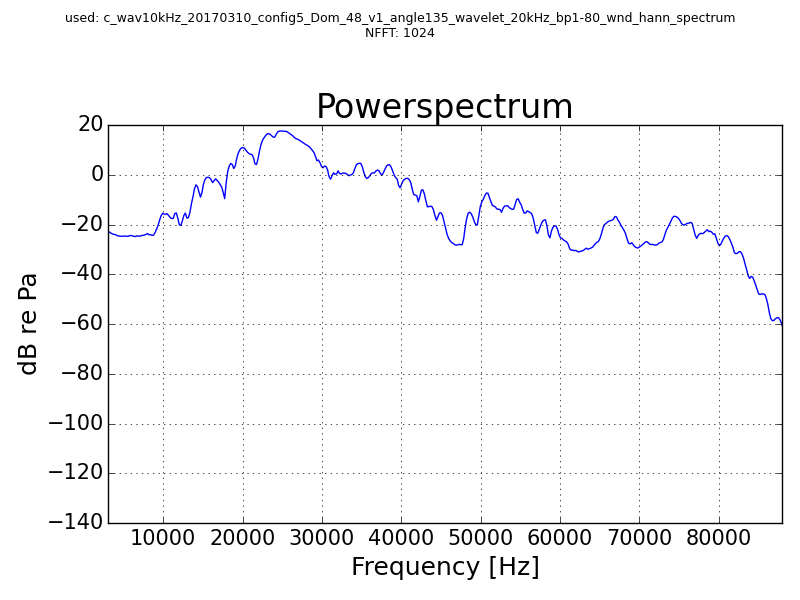 used: c_wav10kHz_20170310_config5_Dom_48_v1_angle135_wavelet_20kHz_bp1-80_wnd_hann_spectrum
NFFT: 1024
Powerspectrum
20
0
−20
−40
−60
−80
−100
−120
−140
dB re Pa
10000 20000 30000 40000 50000 60000 70000 80000
Frequency [Hz]